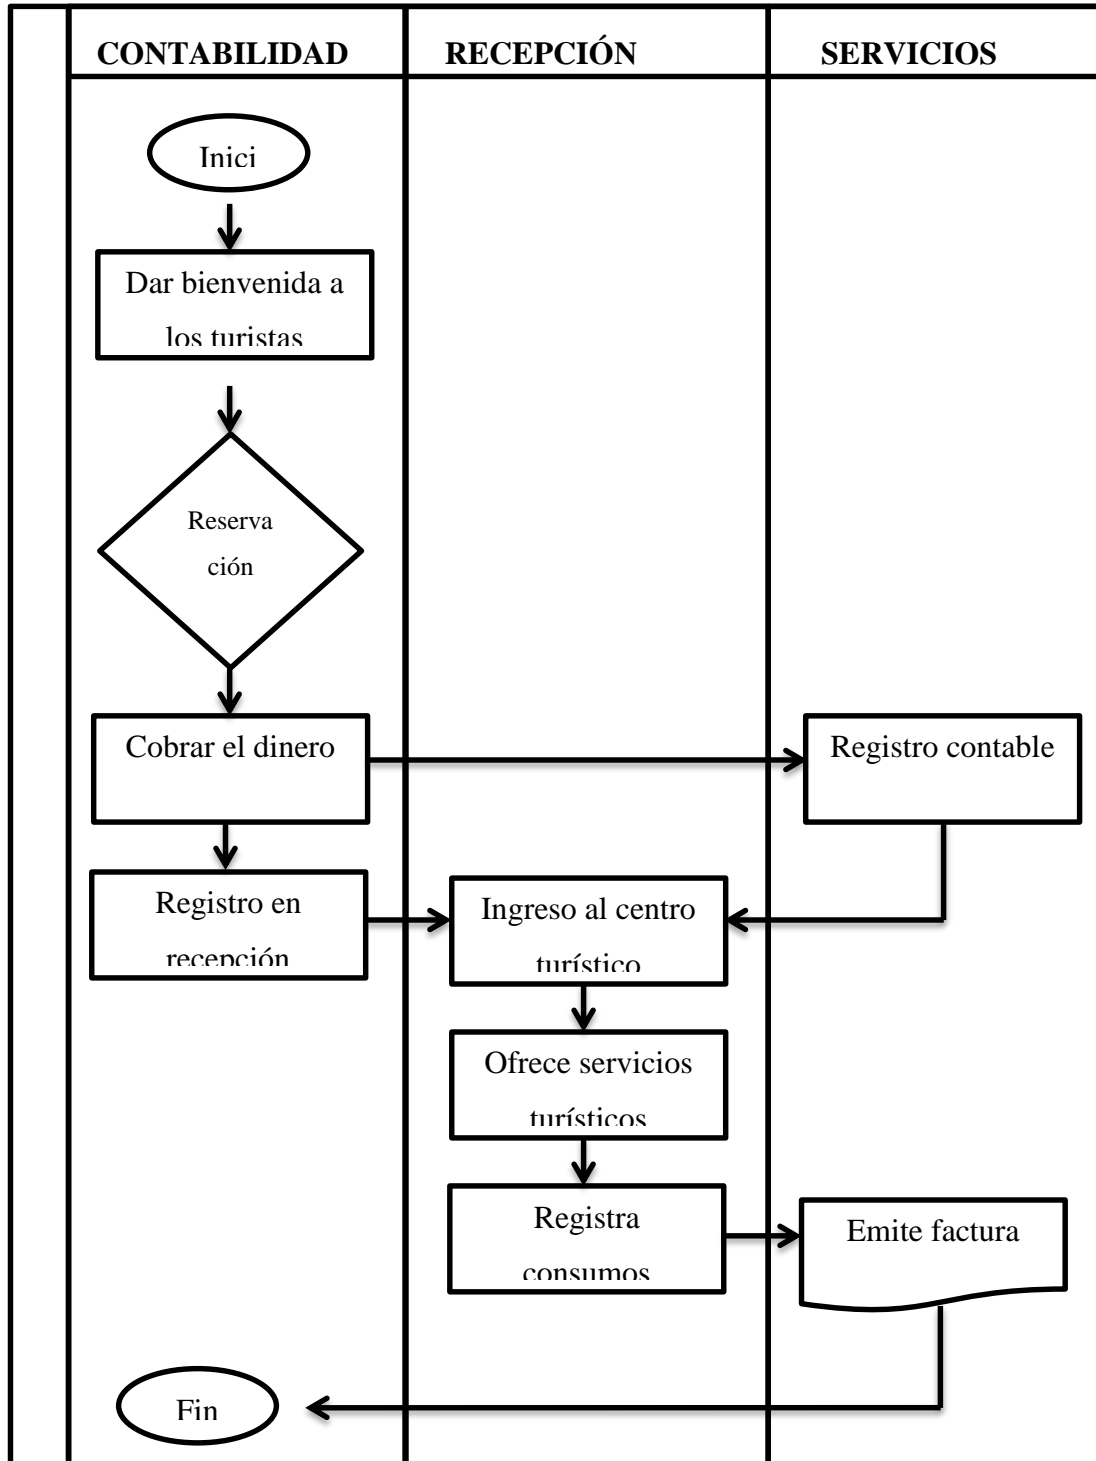 CONTABILIDAD
RECEPCIÓN
SERVICIOS
Inici
Dar bienvenida a
los turistas
Reserva
ción
Cobrar el dinero
Registro contable
Registro en
recepción
Ingreso al centro
turístico
Ofrece servicios
turísticos
Registra
consumos
Emite factura
Fin